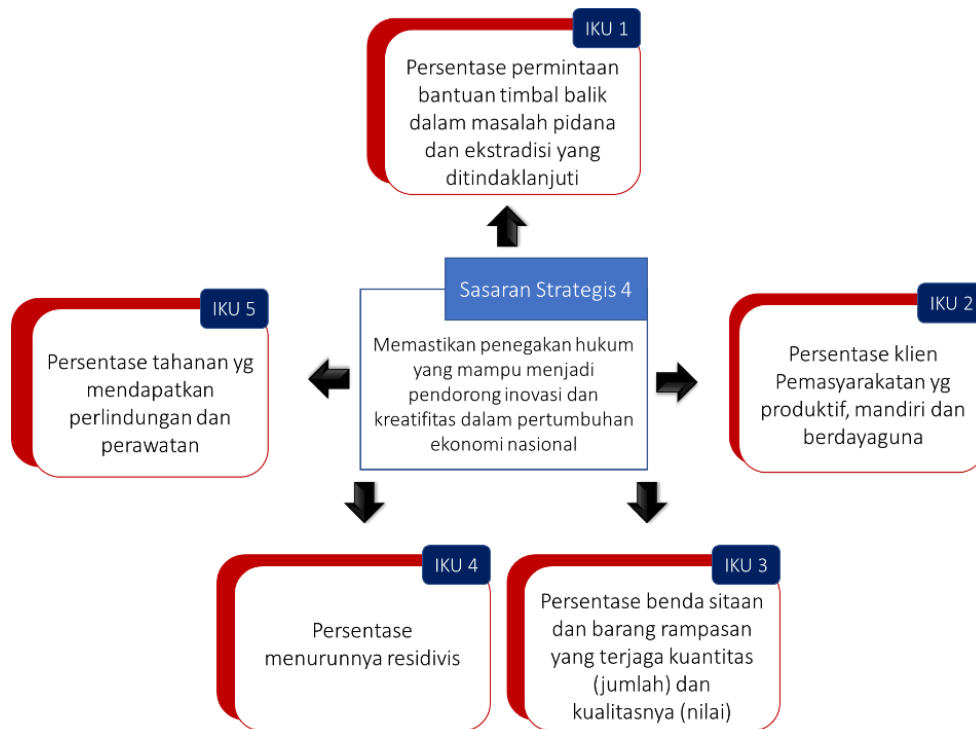 IKU 1
Persentase permintaan
bantuan timbal balik
dalam masalah pidana
dan ekstradisi yang
ditindaklanjuti
Sasaran Strategis 4
Memastikan penegakan hukum
yang mampu menjadi
pendorong inovasi dan
kreatifitas dalam pertumbuhan
ekonomi nasional
IKU 5
Persentase tahanan yg
mendapatkan
perlindungan dan
perawatan
IKU 2
Persentase klien
Pemasyarakatan yg
produktif, mandiri dan
berdayaguna
IKU 4
Persentase
menurunnya residivis
IKU 3
Persentase benda sitaan
dan barang rampasan
yang terjaga kuantitas
(jumlah) dan
kualitasnya (nilai)